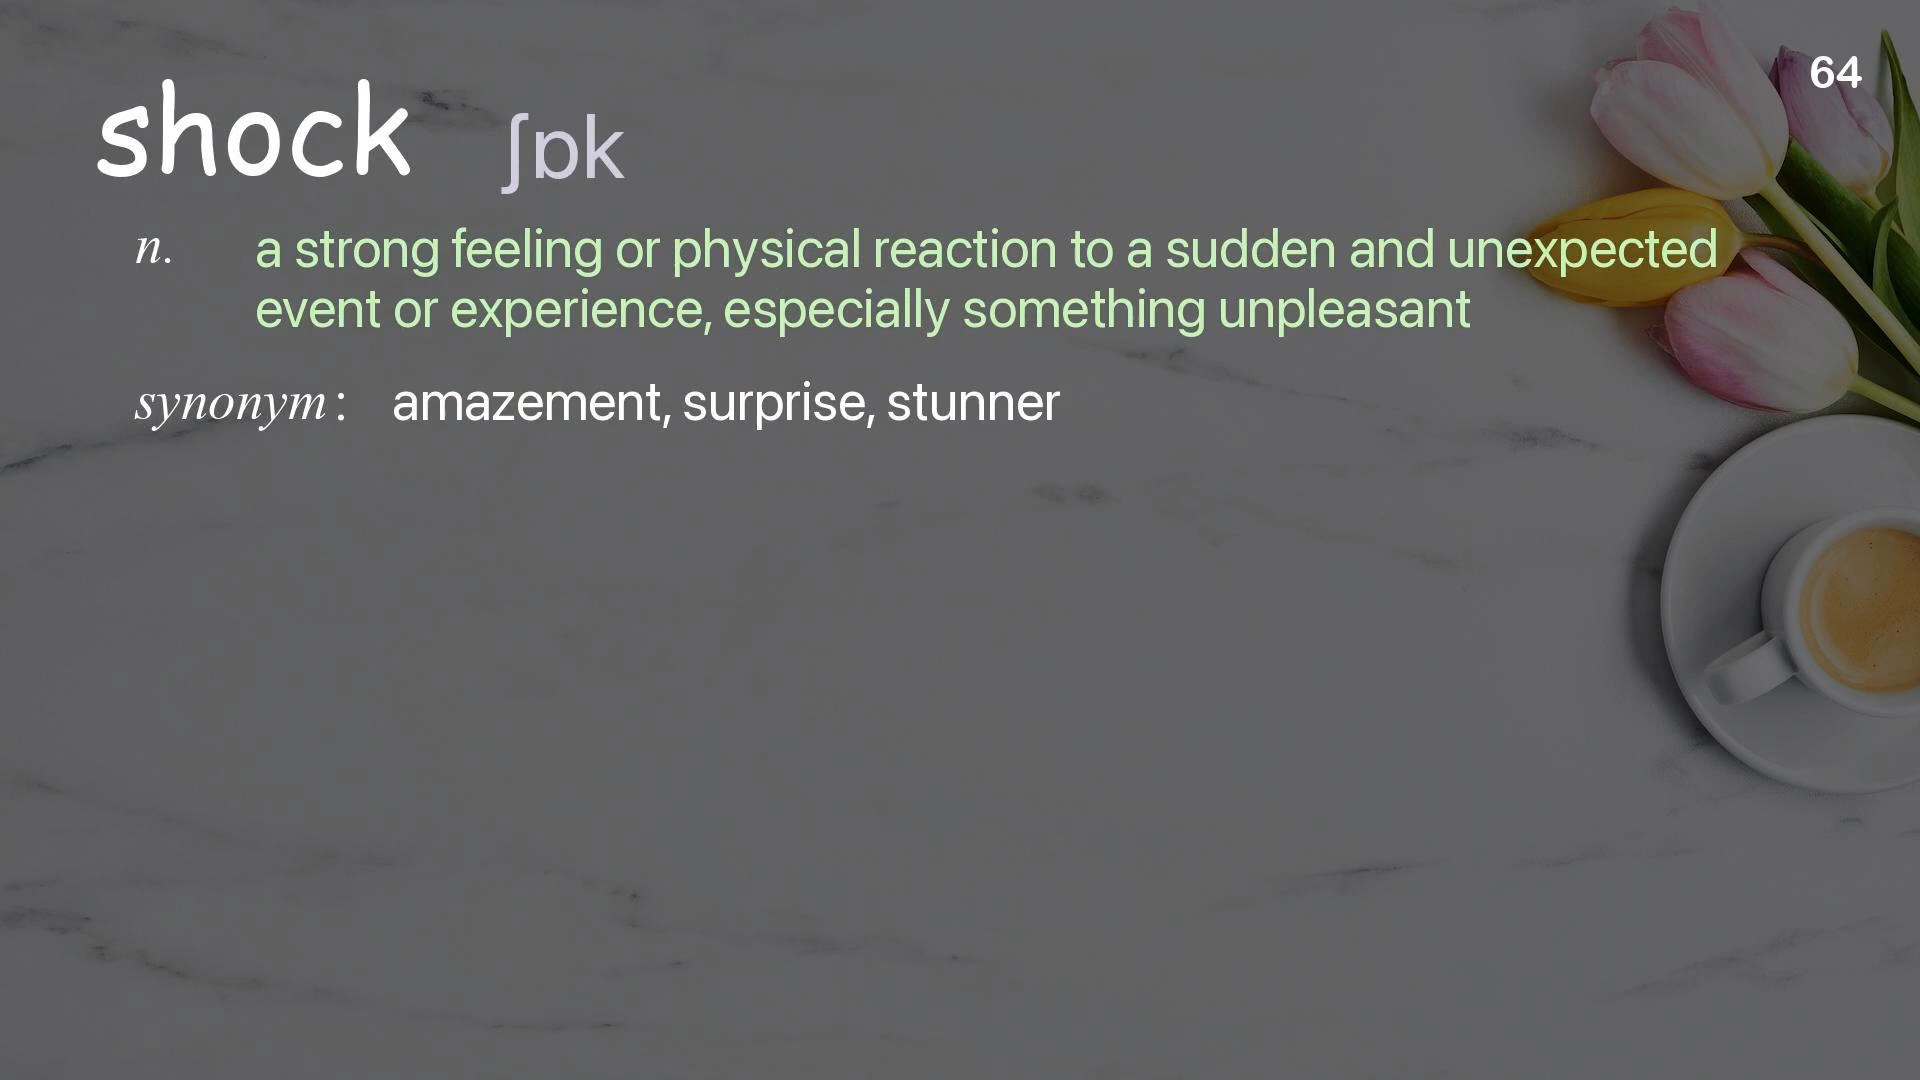 64
shock ʃɒk
n. a strong feeling or physical reaction to a sudden and unexpected
event or experience, especially something unpleasant
synonym : amazement, surprise, stunner